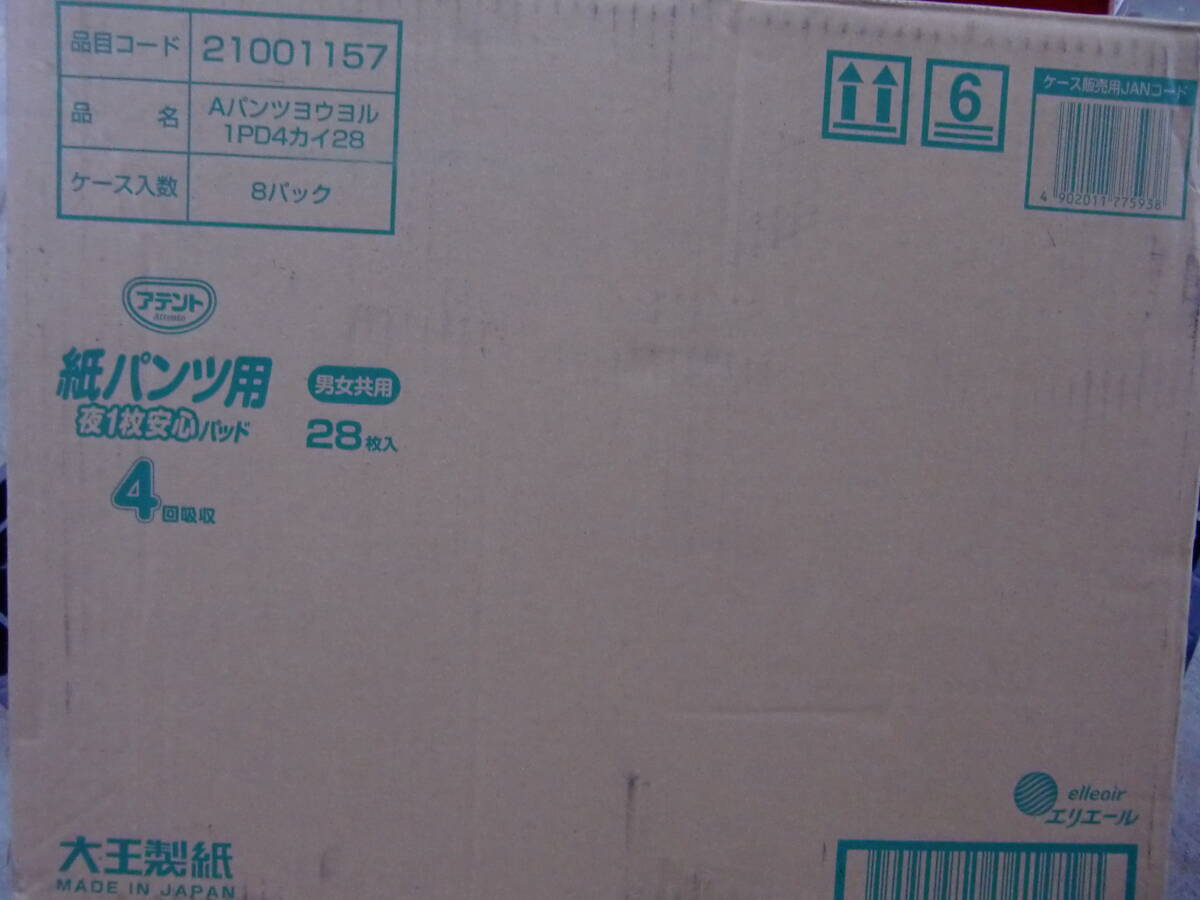 品目コード 21001157
品名 Aパンツヨウヨル
1PD4カイ28
ケース入数 8パック
6
ケース販売用JANコード
4 902011 775938
アテント
Attento
紙パンツ用
男女共用
夜1枚安心パッド
28枚入
4回吸収
elleair
エリエール
大王製紙
MADE IN JAPAN